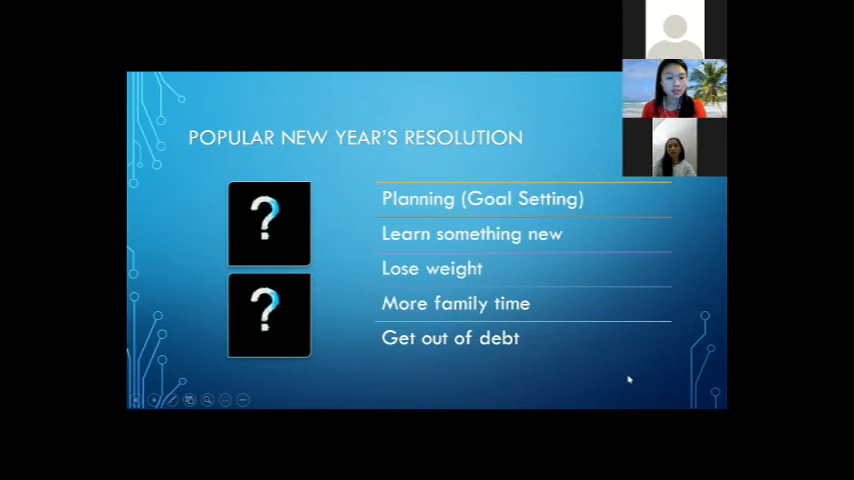 POPULAR NEW YEAR'S RESOLUTION
?
?
Planning (Goal Setting)
Learn something new
Lose weight
More family time
Get out of debt